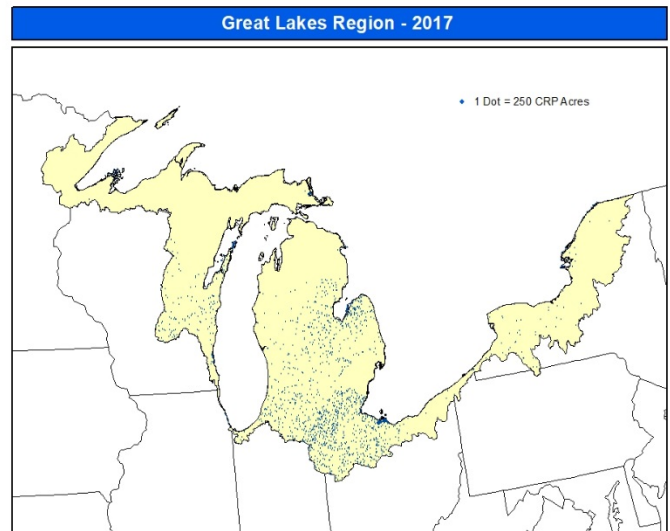 Great Lakes Region - 2017
1 Dot = 250 CRP Acres